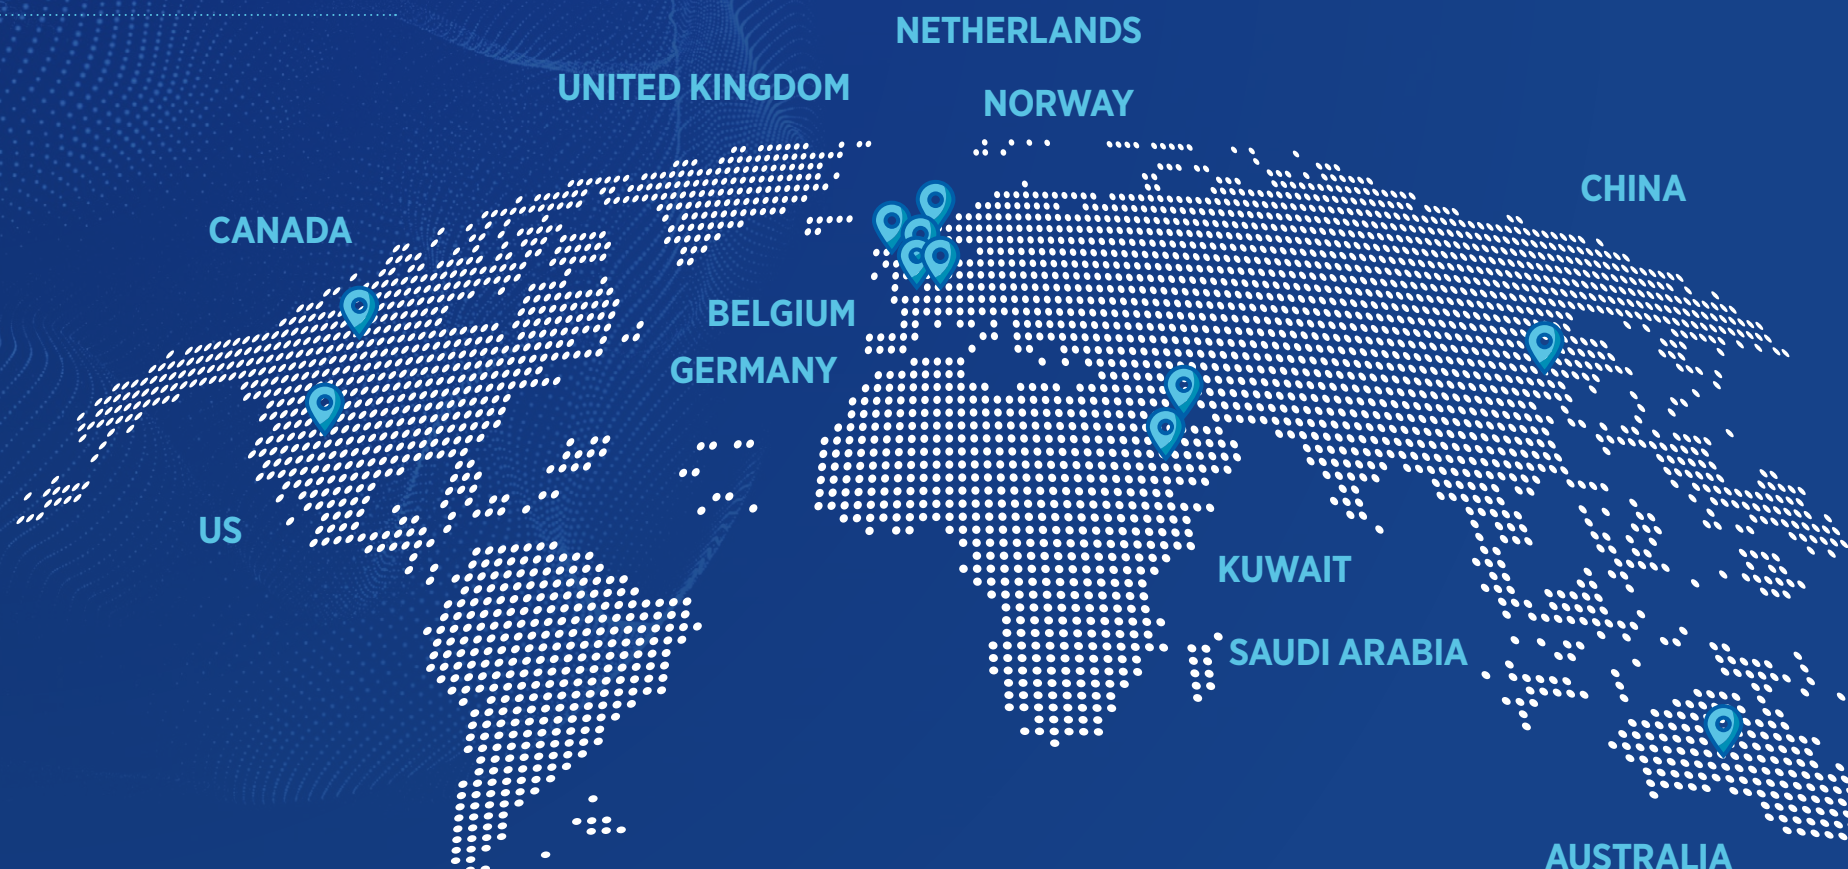 NETHERLANDS
UNITED KINGDOM
NORWAY
CHINA
CANADA
BELGIUM
GERMANY
US
KUWAIT
SAUDI ARABIA
AUSTRALIA